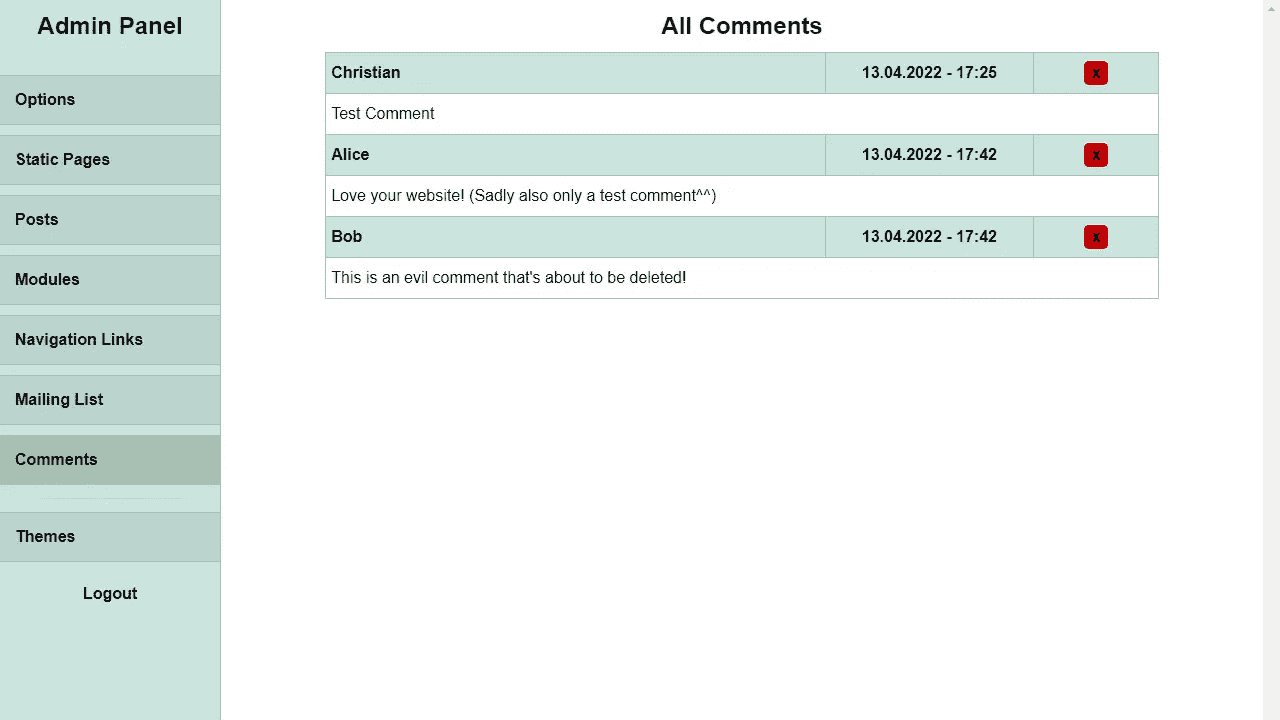 Admin Panel
Options
Static Pages
Posts
Modules
Navigation Links
Mailing List
Comments
Themes
Logout
All Comments
Christian 13.04.2022 - 17:25 x
Test Comment
Alice 13.04.2022 - 17:42 x
Love your website! (Sadly also only a test comment^^)
Bob 13.04.2022 - 17:42 x
This is an evil comment that's about to be deleted!